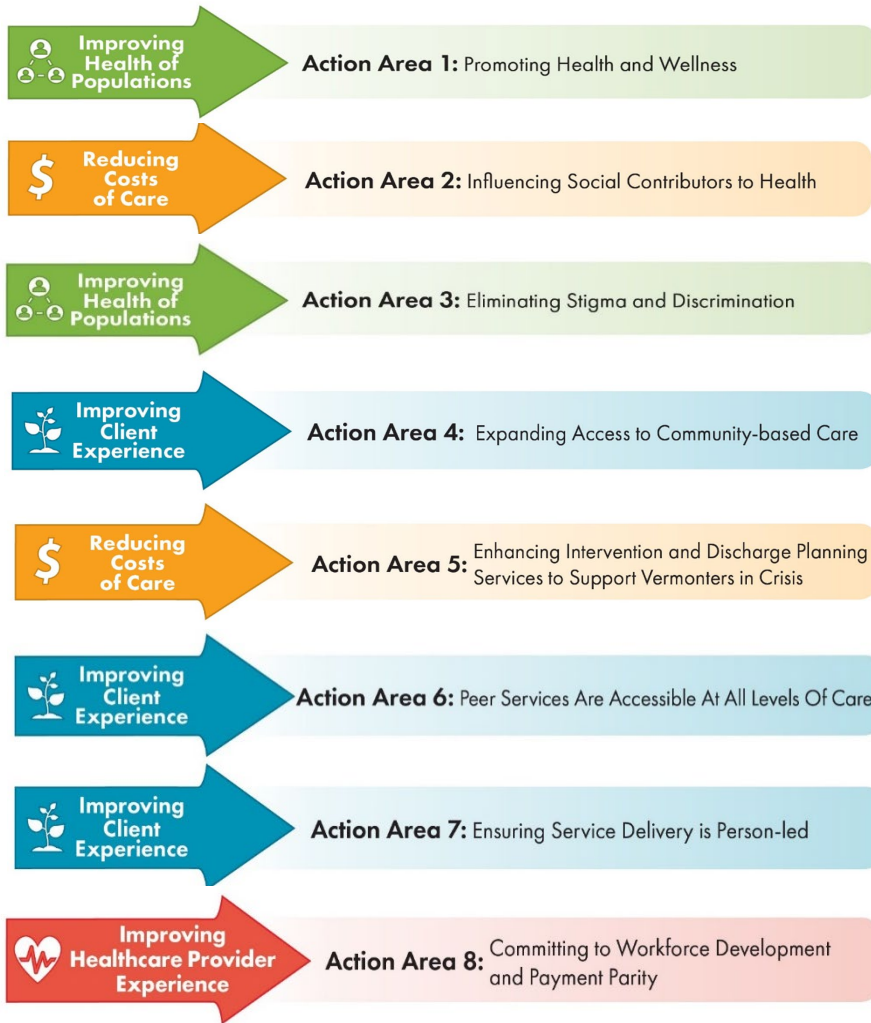 Improving
Health of
Populations
Action Area 1: Promoting Health and Wellness
$ Reducing
Costs
of Care
Action Area 2: Influencing Social Contributors to Health
Improving
Health of
Populations
Action Area 3: Eliminating Stigma and Discrimination
Improving
Client
Experience
Action Area 4: Expanding Access to Community-based Care
$ Reducing
Costs
of Care
Action Area 5: Enhancing Intervention and Discharge Planning
Services to Support Vermonters in Crisis
Improving
Client
Experience
Action Area 6: Peer Services Are Accessible At All Levels Of Care
Improving
Client
Experience
Action Area 7: Ensuring Service Delivery is Person-led
Improving
Healthcare Provider
Experience
Action Area 8: Committing to Workforce Development
and Payment Parity